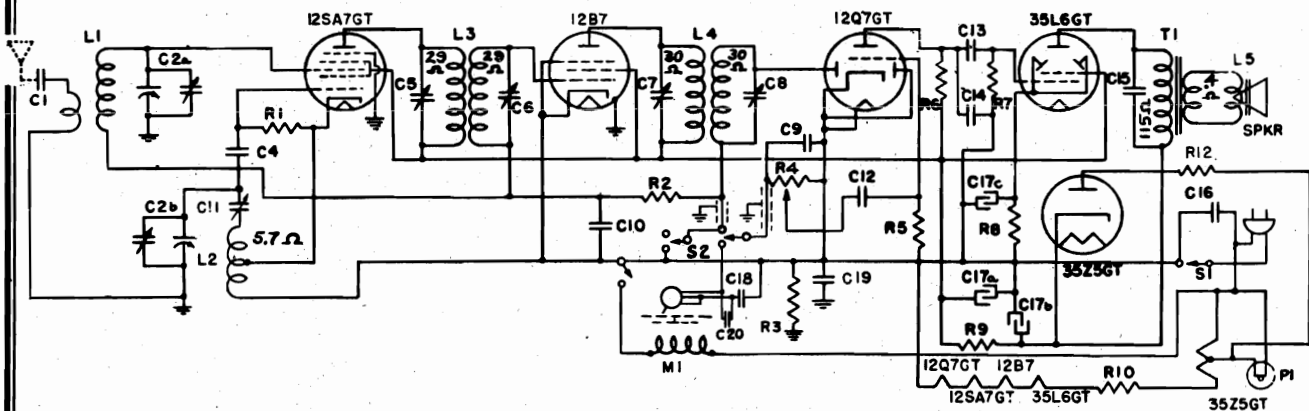 12SA7GT
12B7
12Q7GT
35L6GT
L1
C2a
L3
L4
C13
T1
29 Ω
29 Ω
30 Ω
30 Ω
.4 Ω
L5
C1
C5
C6
C7
C8
R6
C14
R7
C15
115Ω
SPKR
R1
C4
C9
R4
R12
C2b
C11
R2
C12
C17c
C16
5.7 Ω
C10
R5
R8
L2
S2
35Z5GT
S1
C18
C19
C17a
C17b
C20
R3
R9
M1
12Q7GT 12B7
R10
P1
12SA7GT 35L6GT
35Z5GT